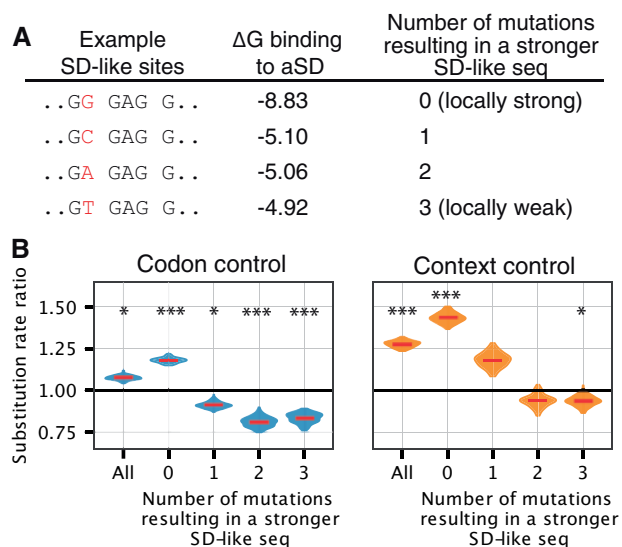 A
Example
SD-like sites
ΔG binding
to aSD
Number of mutations
resulting in a stronger
SD-like seq
..GG GAG G.. -8.83 0 (locally strong)
..GC GAG G.. -5.10 1
..GA GAG G.. -5.06 2
..GT GAG G.. -4.92 3 (locally weak)
B
Codon control
Substitution rate ratio
1.50
1.25
1.00
0.75
* *** * *** ***
All 0 1 2 3
Number of mutations
resulting in a stronger
SD-like seq
Context control
*** *** *
All 0 1 2 3
Number of mutations
resulting in a stronger
SD-like seq